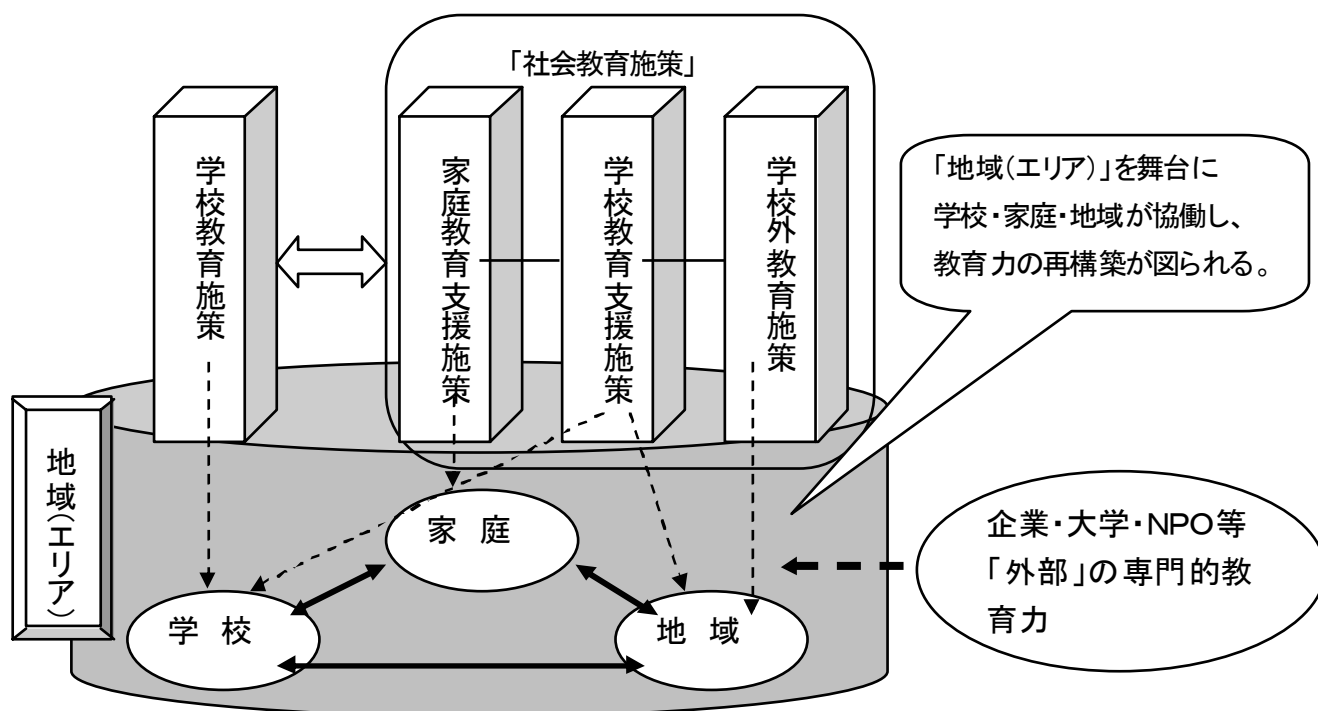 「社会教育施策」
学校教育施策
家庭教育支援施策
学校教育支援施策
学校外教育施策
「地域(エリア)」を舞台に
学校・家庭・地域が協働し、
教育力の再構築が図られる。
地域(エリア)
家 庭
学 校
地 域
企業・大学・NPO等
「外部」の専門的教
育力